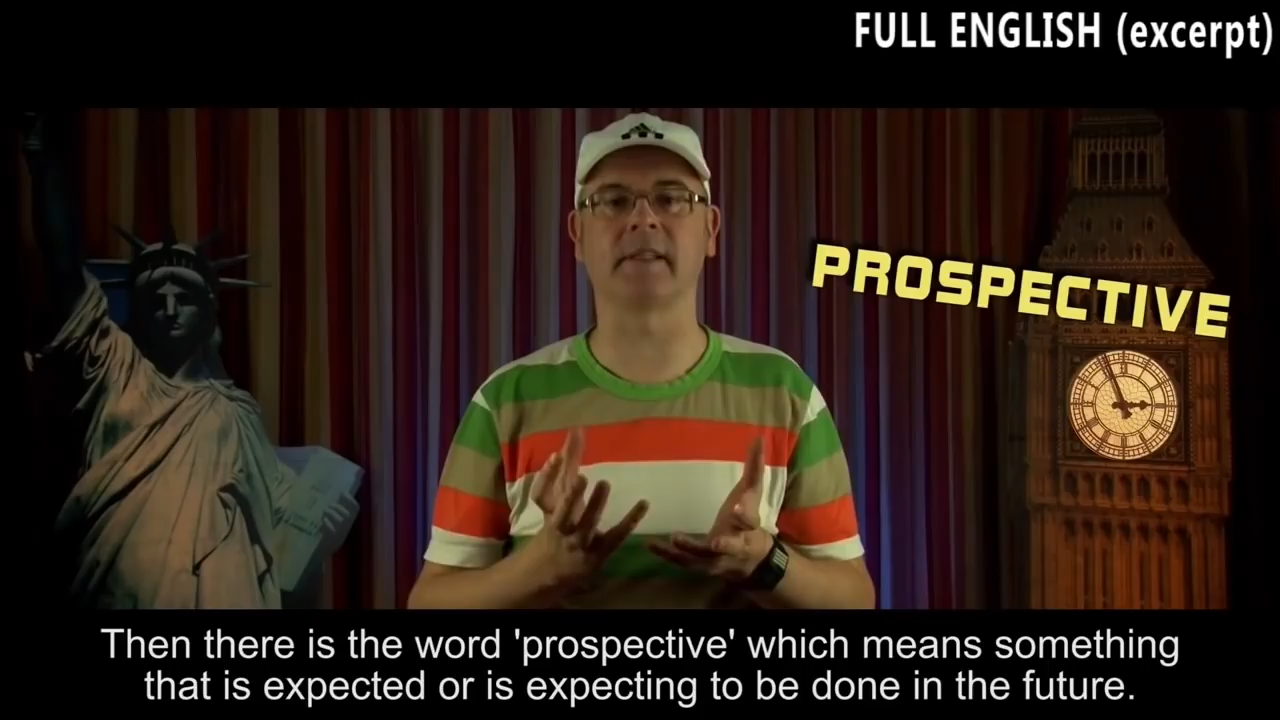 FULL ENGLISH (excerpt)
PROSPECTIVE
Then there is the word 'prospective' which means something
that is expected or is expecting to be done in the future.